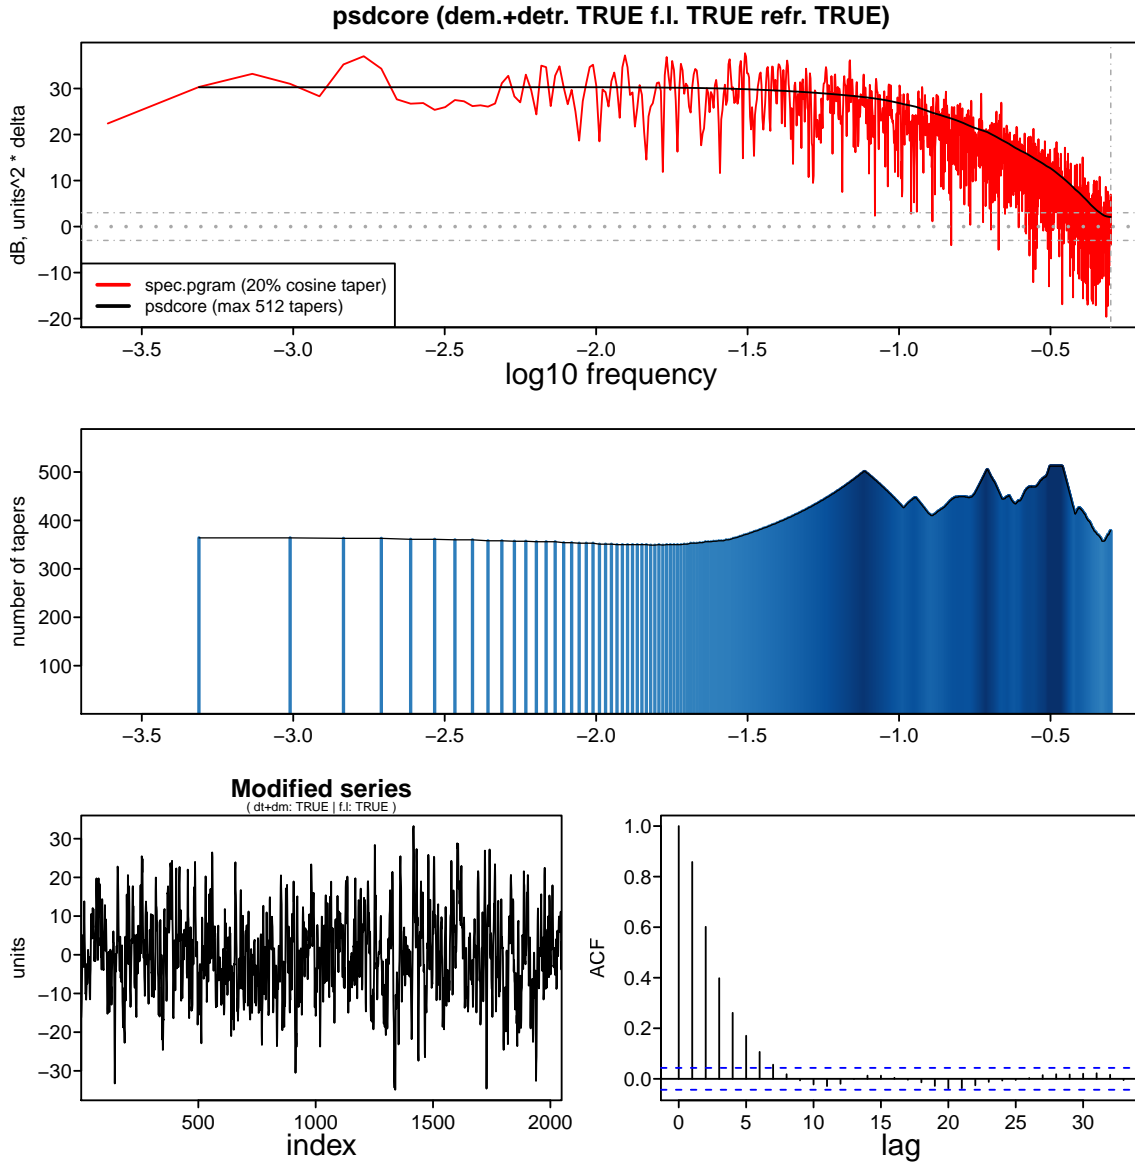 psdcore (dem.+detr. TRUE f.l. TRUE refr. TRUE)
dB, units^2 * delta
30
20
10
0
−10
−20
spec.pgram (20% cosine taper)
psdcore (max 512 tapers)
−3.5 −3.0 −2.5 −2.0 −1.5 −1.0 −0.5
log10 frequency
number of tapers
500
400
300
200
100
−3.5 −3.0 −2.5 −2.0 −1.5 −1.0 −0.5
Modified series
( dt+dm: TRUE | f.l: TRUE )
units
30
20
10
0
−10
−20
−30
500 1000 1500 2000
index
ACF
1.0
0.8
0.6
0.4
0.2
0.0
0 5 10 15 20 25 30
lag